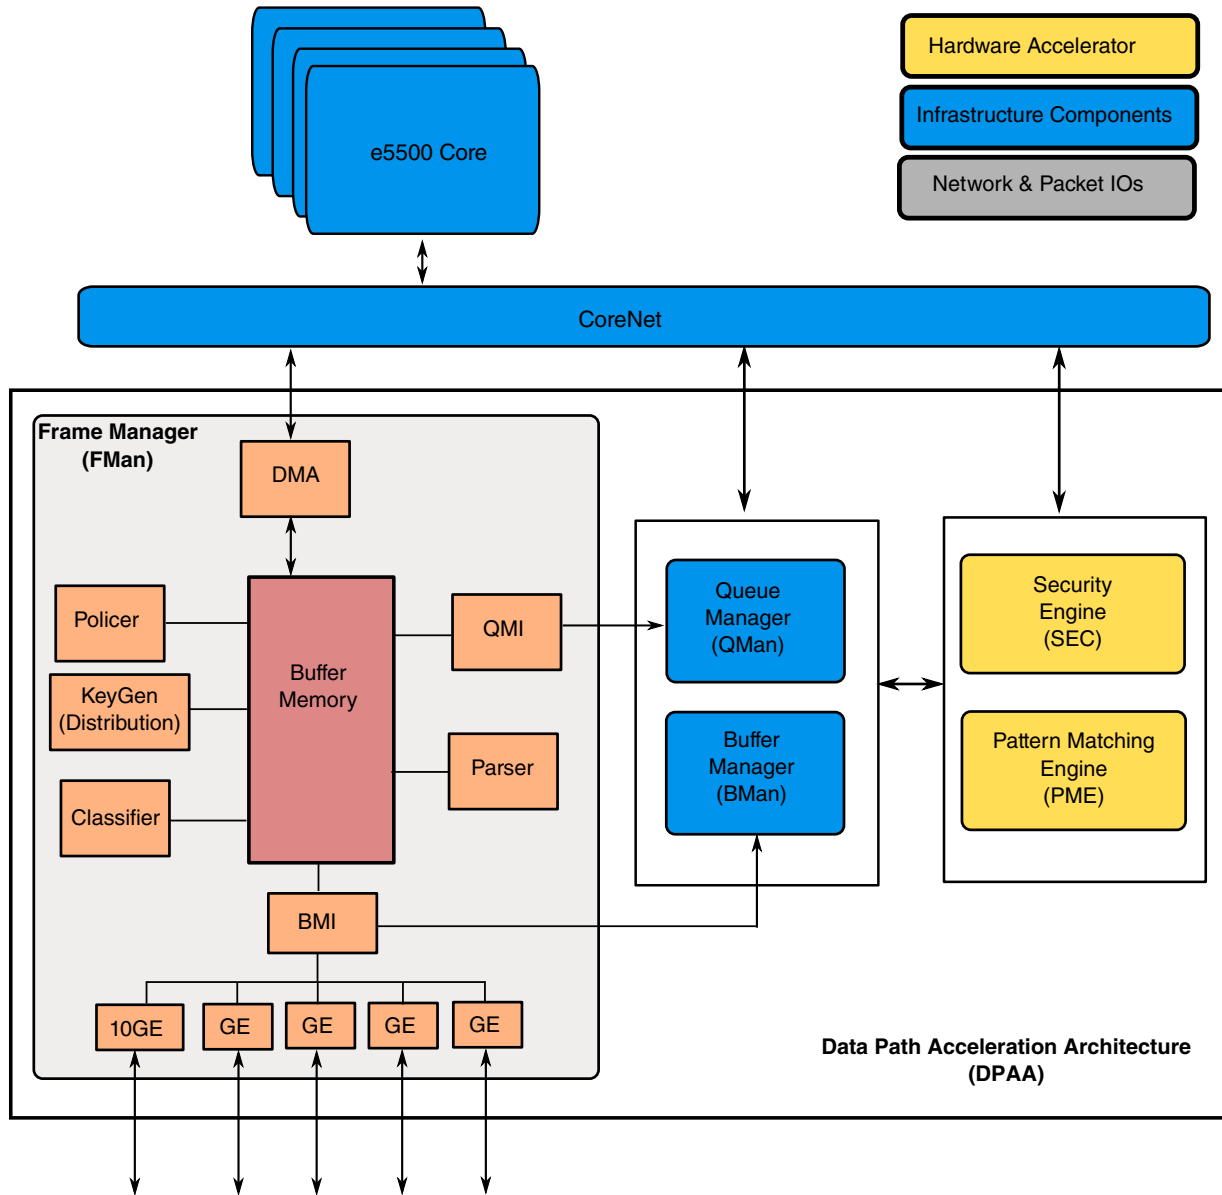 Hardware Accelerator
Infrastructure Components
Network & Packet IOs
e5500 Core
CoreNet
Frame Manager
(FMan)
DMA
Policer
KeyGen
(Distribution)
Classifier
Buffer
Memory
QMI
Parser
BMI
10GE
GE
GE
GE
GE
Queue
Manager
(QMan)
Buffer
Manager
(BMan)
Security
Engine
(SEC)
Pattern Matching
Engine
(PME)
Data Path Acceleration Architecture
(DPAA)